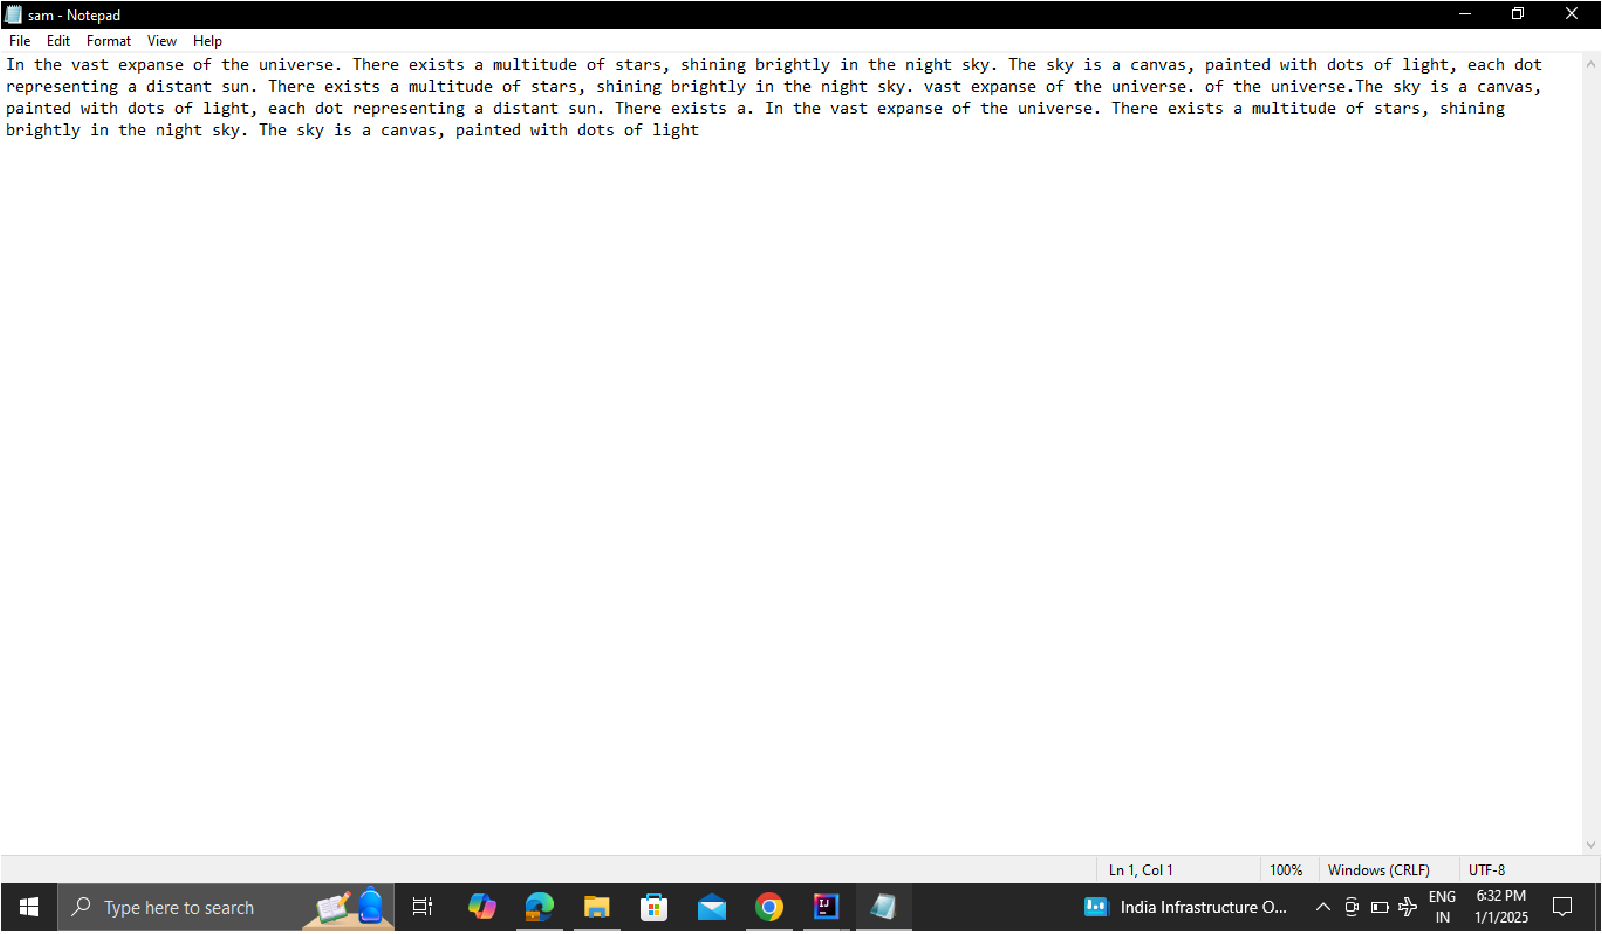 sam - Notepad
File Edit Format View Help
In the vast expanse of the universe. There exists a multitude of stars, shining brightly in the night sky. The sky is a canvas, painted with dots of light, each dot
representing a distant sun. There exists a multitude of stars, shining brightly in the night sky. vast expanse of the universe. of the universe.The sky is a canvas,
painted with dots of light, each dot representing a distant sun. There exists a. In the vast expanse of the universe. There exists a multitude of stars, shining
brightly in the night sky. The sky is a canvas, painted with dots of light
Ln 1, Col 1 100% Windows (CRLF) UTF-8
Type here to search India Infrastructure O... ENG 6:32 PM
IN 1/1/2025